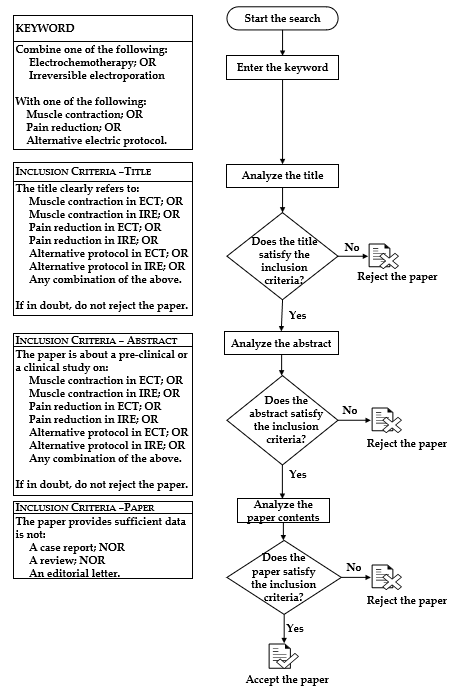 KEYWORD
Combine one of the following:
Electrochemotherapy; OR
Irreversible electroporation
With one of the following:
Muscle contraction; OR
Pain reduction; OR
Alternative electric protocol.
INCLUSION CRITERIA –TITLE
The title clearly refers to:
Muscle contraction in ECT; OR
Muscle contraction in IRE; OR
Pain reduction in ECT; OR
Pain reduction in IRE; OR
Alternative protocol in ECT; OR
Alternative protocol in IRE; OR
Any combination of the above.
If in doubt, do not reject the paper.
INCLUSION CRITERIA – ABSTRACT
The paper is about a pre-clinical or
a clinical study on:
Muscle contraction in ECT; OR
Muscle contraction in IRE; OR
Pain reduction in ECT; OR
Pain reduction in IRE; OR
Alternative protocol in ECT; OR
Alternative protocol in IRE; OR
Any combination of the above.
If in doubt, do not reject the paper.
INCLUSION CRITERIA –PAPER
The paper provides sufficient data
is not:
A case report; NOR
A review; NOR
An editorial letter.
Start the search
Enter the keyword
Analyze the title
Does the title
satisfy the
inclusion
criteria?
No
Reject the paper
Yes
Analyze the abstract
Does the
abstract satisfy
the inclusion
criteria?
No
Reject the paper
Yes
Analyze the
paper contents
Does the
paper satisfy
the inclusion
criteria?
No
Reject the paper
Yes
Accept the paper